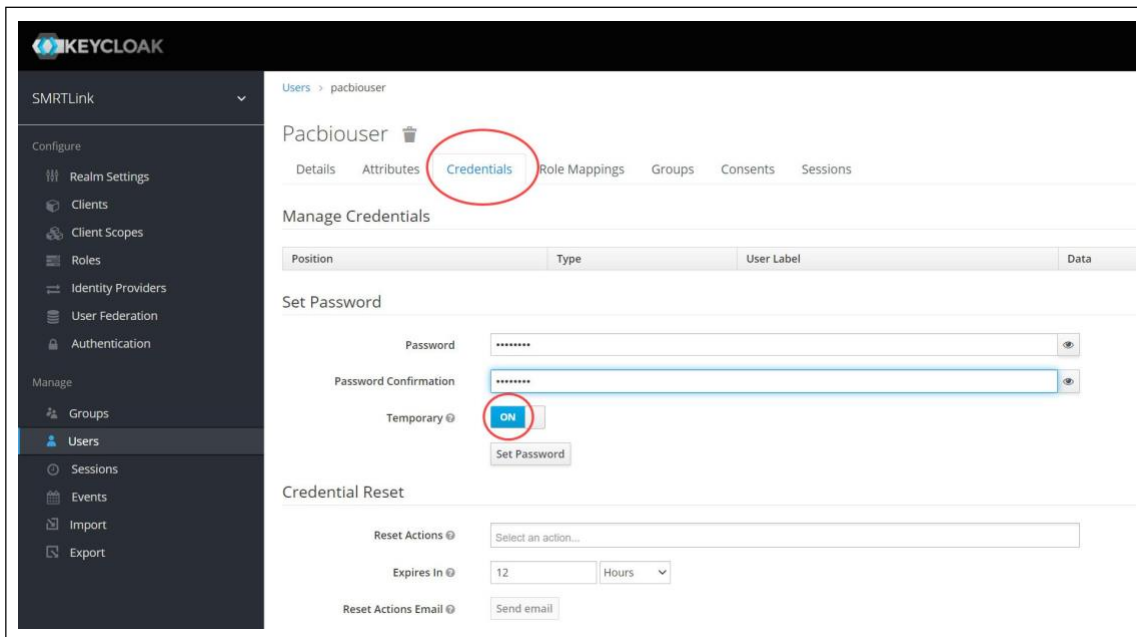 KEYCLOAK
SMRTLink
Configure
Realm Settings
Clients
Client Scopes
Roles
Identity Providers
User Federation
Authentication
Manage
Groups
Users
Sessions
Events
Import
Export
Users > pacbiouser
Pacbiouser
Details Attributes Credentials Role Mappings Groups Consents Sessions
Manage Credentials
Position Type User Label Data
Set Password
Password ••••••••
Password Confirmation ••••••••
Temporary ON
Set Password
Credential Reset
Reset Actions Select an action...
Expires In 12 Hours
Reset Actions Email Send email